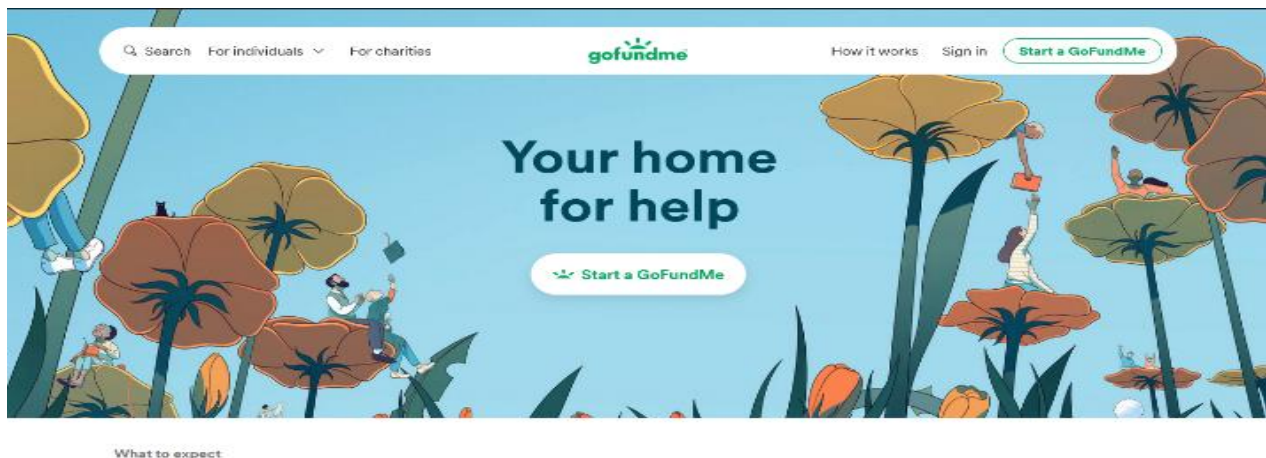 Search For individuals For charities gofundme How it works Sign in Start a GoFundMe
Your home
for help
Start a GoFundMe
What to expect